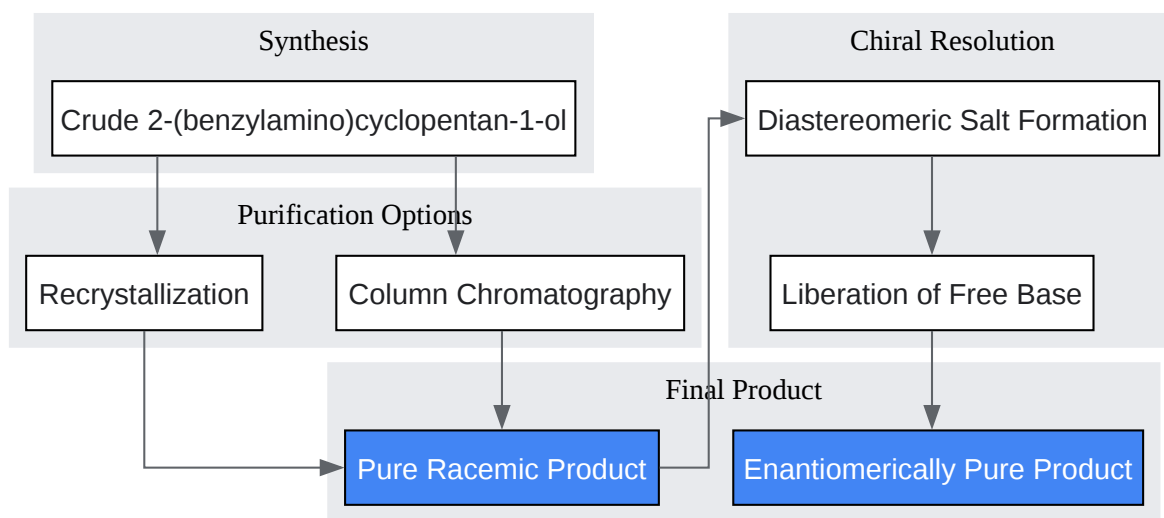 Synthesis
Crude 2-(benzylamino)cyclopentan-1-ol
Purification Options
Recrystallization
Column Chromatography
Chiral Resolution
Diastereomeric Salt Formation
Liberation of Free Base
Final Product
Pure Racemic Product
Enantiomerically Pure Product